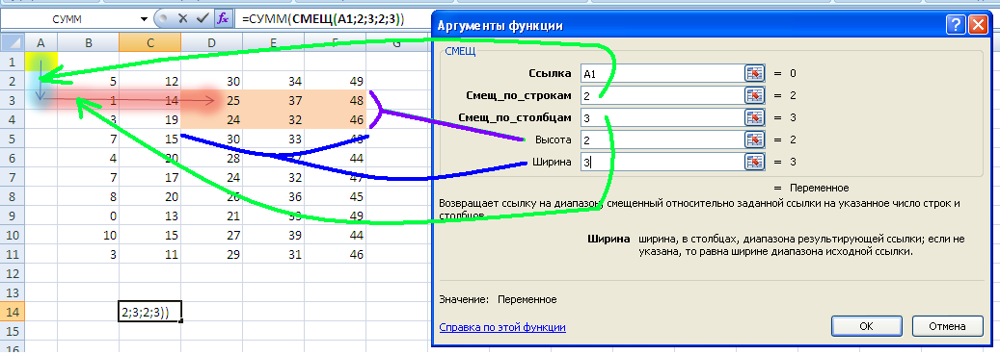 СУММ =СУММ(СМЕЩ(A1;2;3;2;3))
A B C D E F G
1
2 5 12 30 34 49
3 1 14 25 37 48
4 3 19 24 32 46
5 7 15 30 33
6 4 20 28 44
7 7 17 24 32 47
8 8 20 26 36 45
9 0 13 21 49
10 10 15 27 39 44
11 3 11 29 31 46
12
13
14 2;3;2;3))
15
16
Аргументы функции
СМЕЩ
Ссылка A1 = 0
Смещ_по_строкам 2 = 2
Смещ_по_столбцам 3 = 3
Высота 2 = 2
Ширина 3 = 3
= Переменное
Возвращает ссылку на диапазон, смещенный относительно заданной ссылки на указанное число строк и
столбцов.
Ширина ширина, в столбцах, диапазона результирующей ссылки; если не
указана, то равна ширине диапазона исходной ссылки.
Значение: Переменное
Справка по этой функции
ОК Отмена